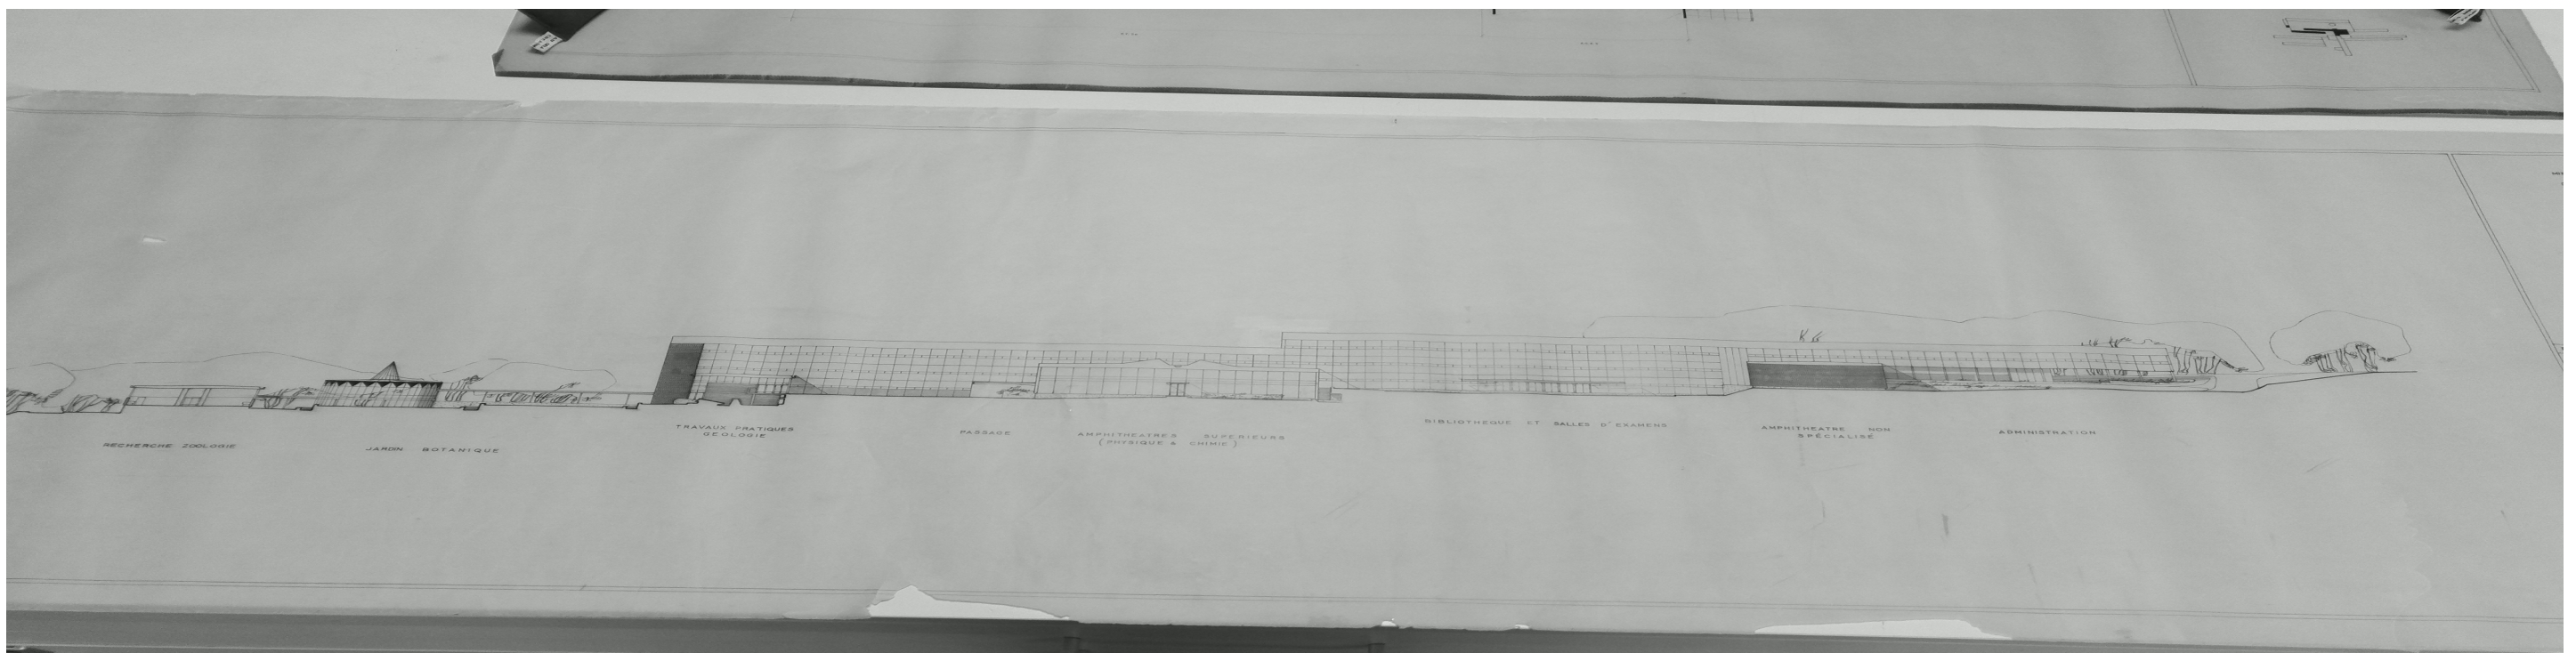 RECHERCHE ZOOLOGIE
JARDIN BOTANIQUE
TRAVAUX PRATIQUES
GÉOLOGIE
PASSAGE
AMPHITHEATRES SUPERIEURS
(PHYSIQUE & CHIMIE)
BIBLIOTHEQUE ET SALLES D'EXAMENS
AMPHITHEATRE NON
SPÉCIALISÉ
ADMINISTRATION